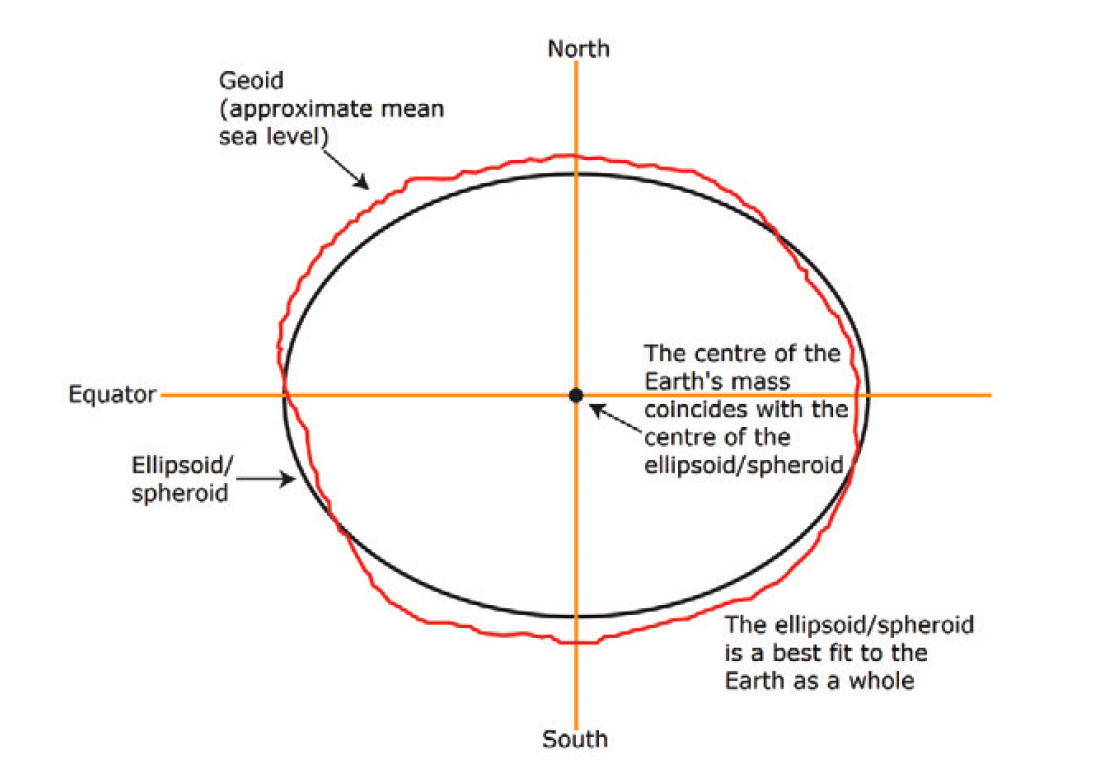 North
Geoid
(approximate mean
sea level)
The centre of the
Earth's mass
coincides with the
centre of the
ellipsoid/spheroid
Equator
Ellipsoid/
spheroid
The ellipsoid/spheroid
is a best fit to the
Earth as a whole
South